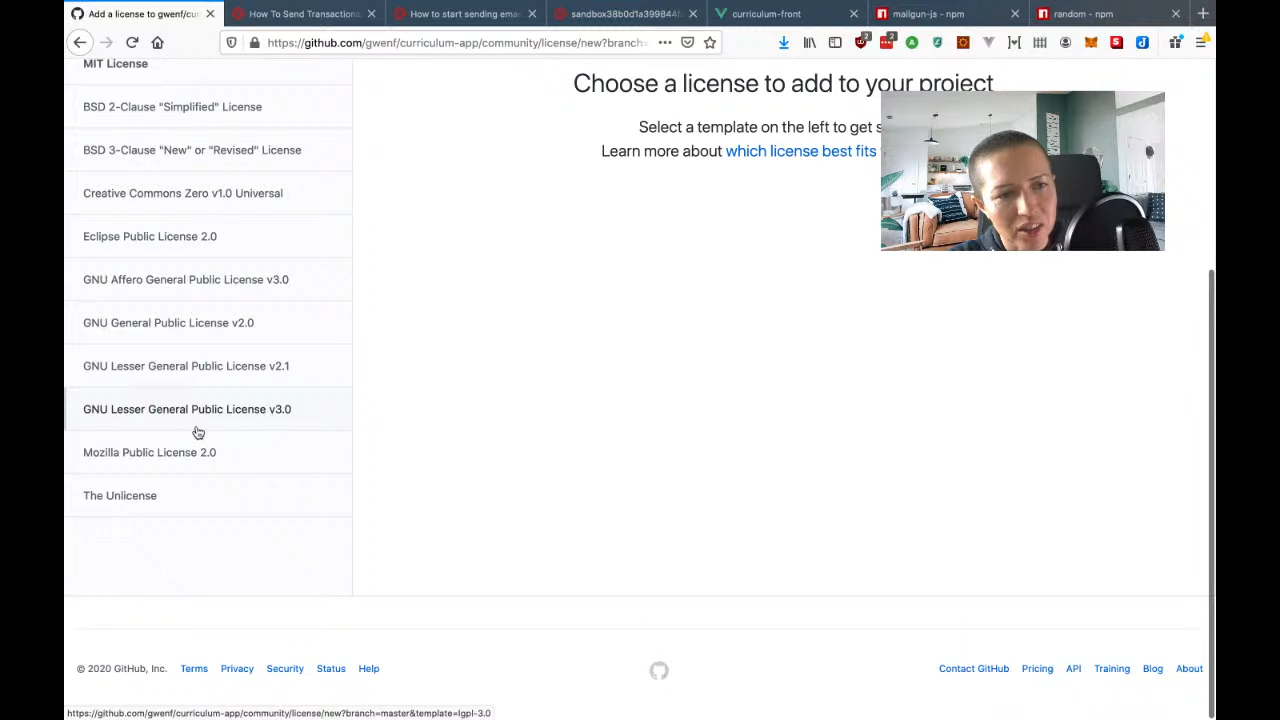 Add a license to gwenf/cur
How To Send Transactiona
How to start sending emai
sandbox38b0d1a399844fa
curriculum-front
mailgun-js - npm
random - npm
https://github.com/gwenf/curriculum-app/community/license/new?branch=
2
2
MIT License
BSD 2-Clause "Simplified" License
BSD 3-Clause "New" or "Revised" License
Creative Commons Zero v1.0 Universal
Eclipse Public License 2.0
GNU Affero General Public License v3.0
GNU General Public License v2.0
GNU Lesser General Public License v2.1
GNU Lesser General Public License v3.0
Mozilla Public License 2.0
The Unlicense
Choose a license to add to your project
Select a template on the left to get s
Learn more about which license best fits
© 2020 GitHub, Inc. Terms Privacy Security Status Help
Contact GitHub Pricing API Training Blog About
https://github.com/gwenf/curriculum-app/community/license/new?branch=master&template=lgpl-3.0